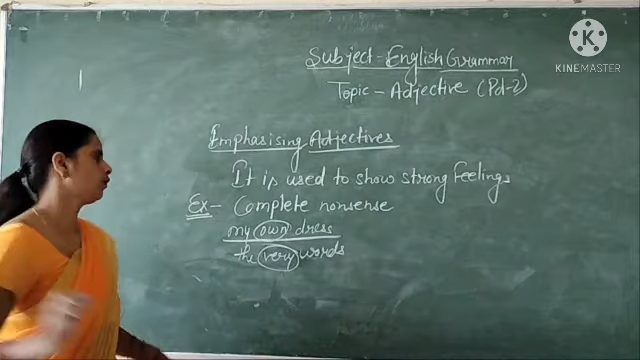 Subject - English Grammar
Topic - Adjective (Pd-2)
Emphasising Adjectives
It is used to show strong feelings
Ex - Complete nonsense
my own dress
the very words
KINEMASTER